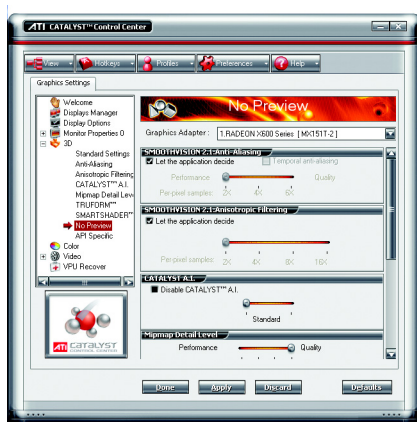 ATI CATALYST™ Control Center
View Hotkeys Profiles Preferences Help
Graphics Settings
Welcome
Displays Manager
Display Options
Monitor Properties 0
3D
Standard Settings
Anti-Aliasing
Anisotropic Filtering
CATALYST™ A.I.
Mipmap Detail Lev
TRUFORM™
SMARTSHADER™
No Preview
API Specific
Color
Video
VPU Recover
ATI CATALYST
CONTROL CENTER
No Preview
Graphics Adapter : 1.RADEON X600 Series [ MX1511T-2 ]
SMOOTHVISION 2.1:Anti-Aliasing
Let the application decide Temporal anti-aliasing
Performance Quality
Per-pixel samples: 2X 4X 6X
SMOOTHVISION 2.1:Anisotropic Filtering
Let the application decide
Per-pixel samples: 2X 4X 8X 16X
CATALYST A.I.
Disable CATALYST™ A.I.
Standard
Mipmap Detail Level
Performance Quality
Done Apply Discard Defaults